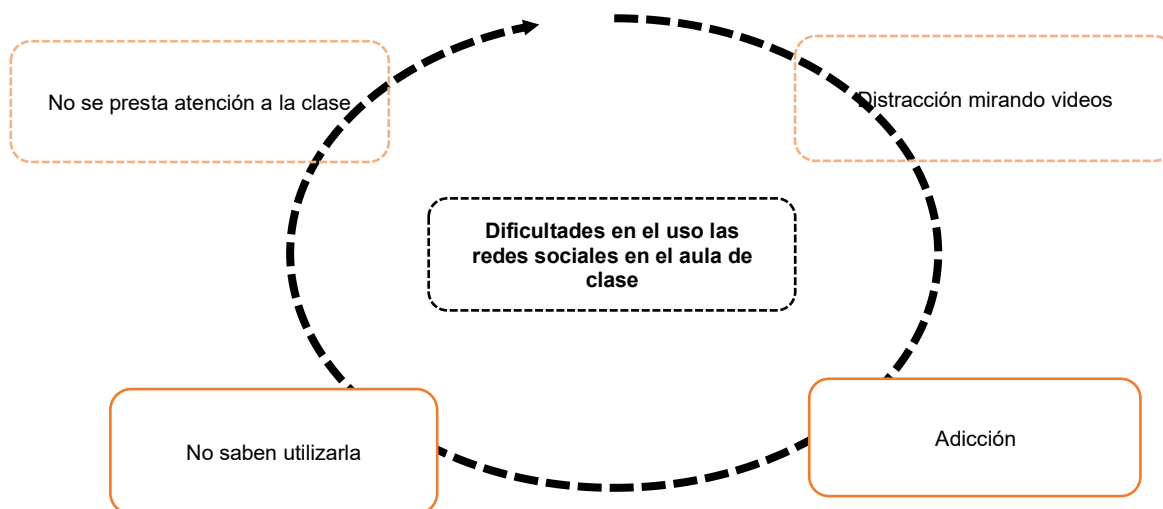 No se presta atención a la clase
Distracción mirando videos
Dificultades en el uso las
redes sociales en el aula de
clase
No saben utilizarla
Adicción